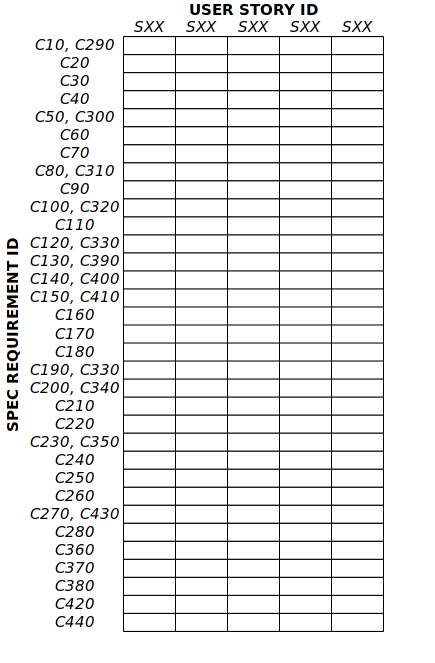 USER STORY ID
SXX SXX SXX SXX SXX
SPEC REQUIREMENT ID
C10, C290
C20
C30
C40
C50, C300
C60
C70
C80, C310
C90
C100, C320
C110
C120, C330
C130, C390
C140, C400
C150, C410
C160
C170
C180
C190, C330
C200, C340
C210
C220
C230, C350
C240
C250
C260
C270, C430
C280
C360
C370
C380
C420
C440